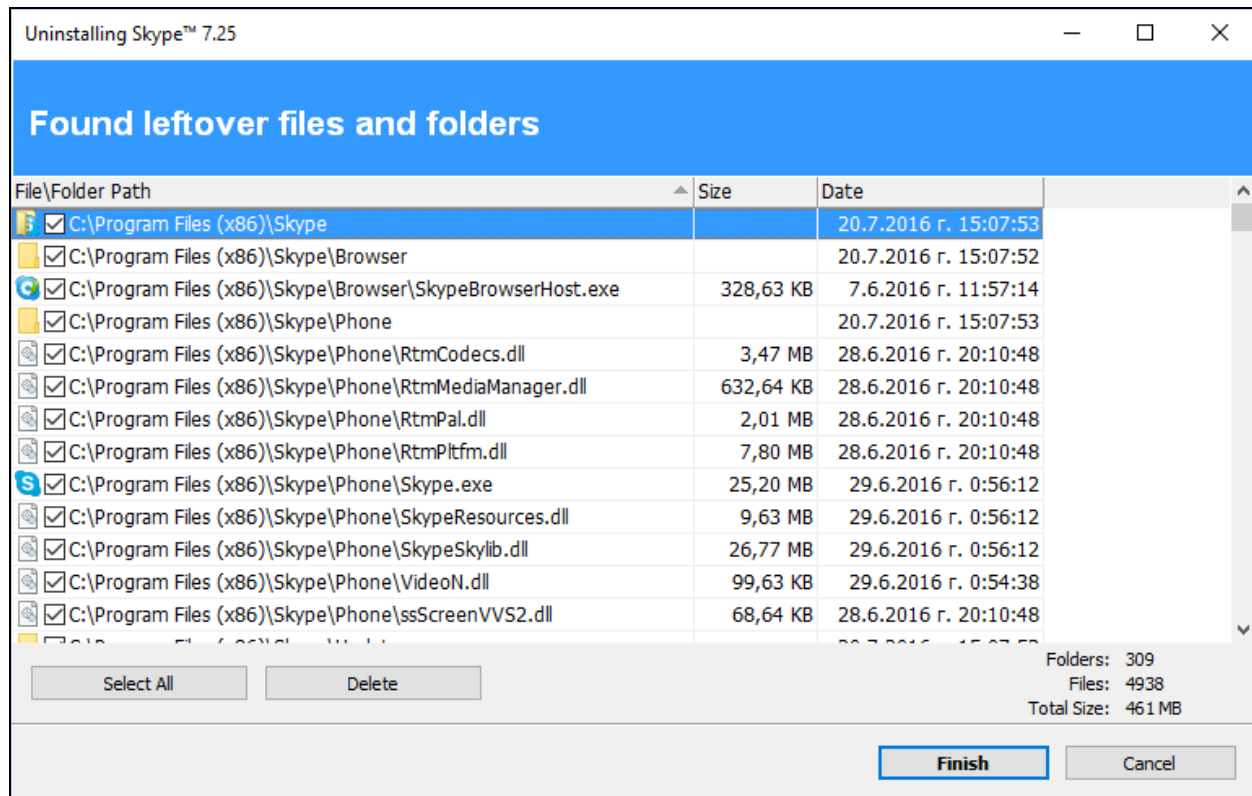 Uninstalling Skype™ 7.25
Found leftover files and folders
File\Folder Path Size Date
C:\Program Files (x86)\Skype 20.7.2016 г. 15:07:53
C:\Program Files (x86)\Skype\Browser 20.7.2016 г. 15:07:52
C:\Program Files (x86)\Skype\Browser\SkypeBrowserHost.exe 328,63 KB 7.6.2016 г. 11:57:14
C:\Program Files (x86)\Skype\Phone 20.7.2016 г. 15:07:53
C:\Program Files (x86)\Skype\Phone\RtmCodecs.dll 3,47 MB 28.6.2016 г. 20:10:48
C:\Program Files (x86)\Skype\Phone\RtmMediaManager.dll 632,64 KB 28.6.2016 г. 20:10:48
C:\Program Files (x86)\Skype\Phone\RtmPal.dll 2,01 MB 28.6.2016 г. 20:10:48
C:\Program Files (x86)\Skype\Phone\RtmPltfm.dll 7,80 MB 28.6.2016 г. 20:10:48
C:\Program Files (x86)\Skype\Phone\Skype.exe 25,20 MB 29.6.2016 г. 0:56:12
C:\Program Files (x86)\Skype\Phone\SkypeResources.dll 9,63 MB 29.6.2016 г. 0:56:12
C:\Program Files (x86)\Skype\Phone\SkypeSkylib.dll 26,77 MB 29.6.2016 г. 0:56:12
C:\Program Files (x86)\Skype\Phone\VideoN.dll 99,63 KB 29.6.2016 г. 0:54:38
C:\Program Files (x86)\Skype\Phone\ssScreenVVS2.dll 68,64 KB 28.6.2016 г. 20:10:48
Folders: 309
Select All Delete Files: 4938
Total Size: 461 MB
Finish Cancel